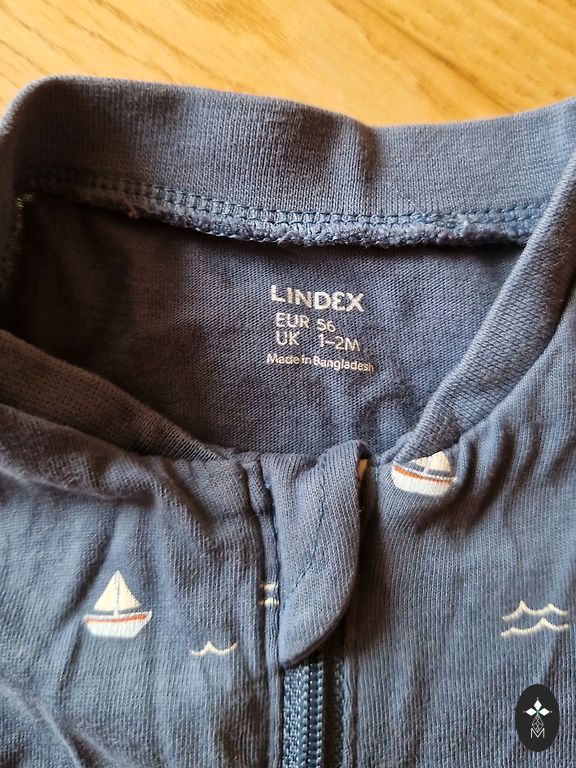 LINDEX
EUR 56
UK 1-2M
Made in Bangladesh
M